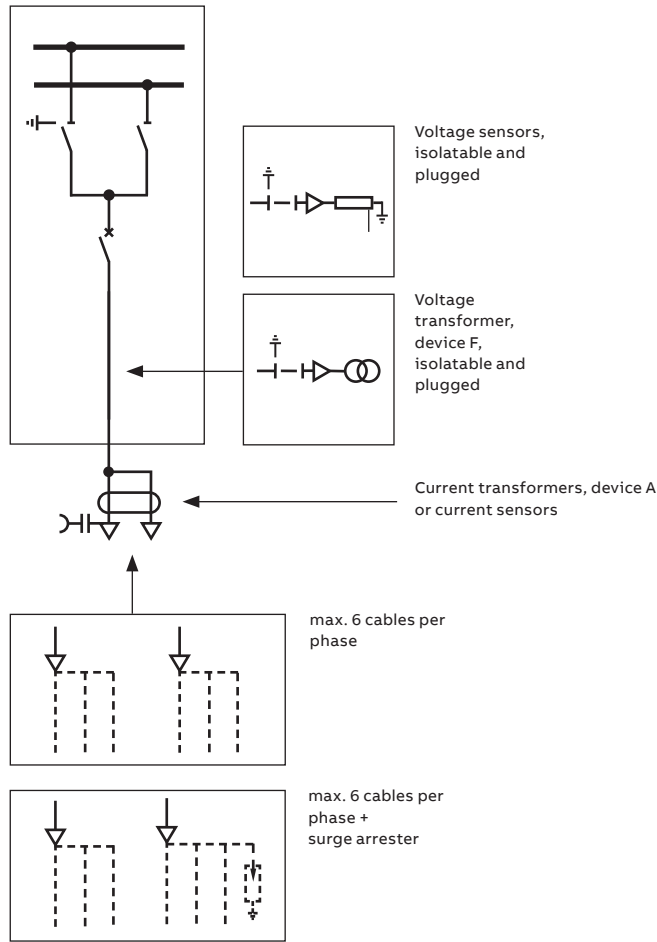 Voltage sensors,
isolatable and
plugged
Voltage
transformer,
device F,
isolatable and
plugged
Current transformers, device A
or current sensors
max. 6 cables per
phase
max. 6 cables per
phase +
surge arrester